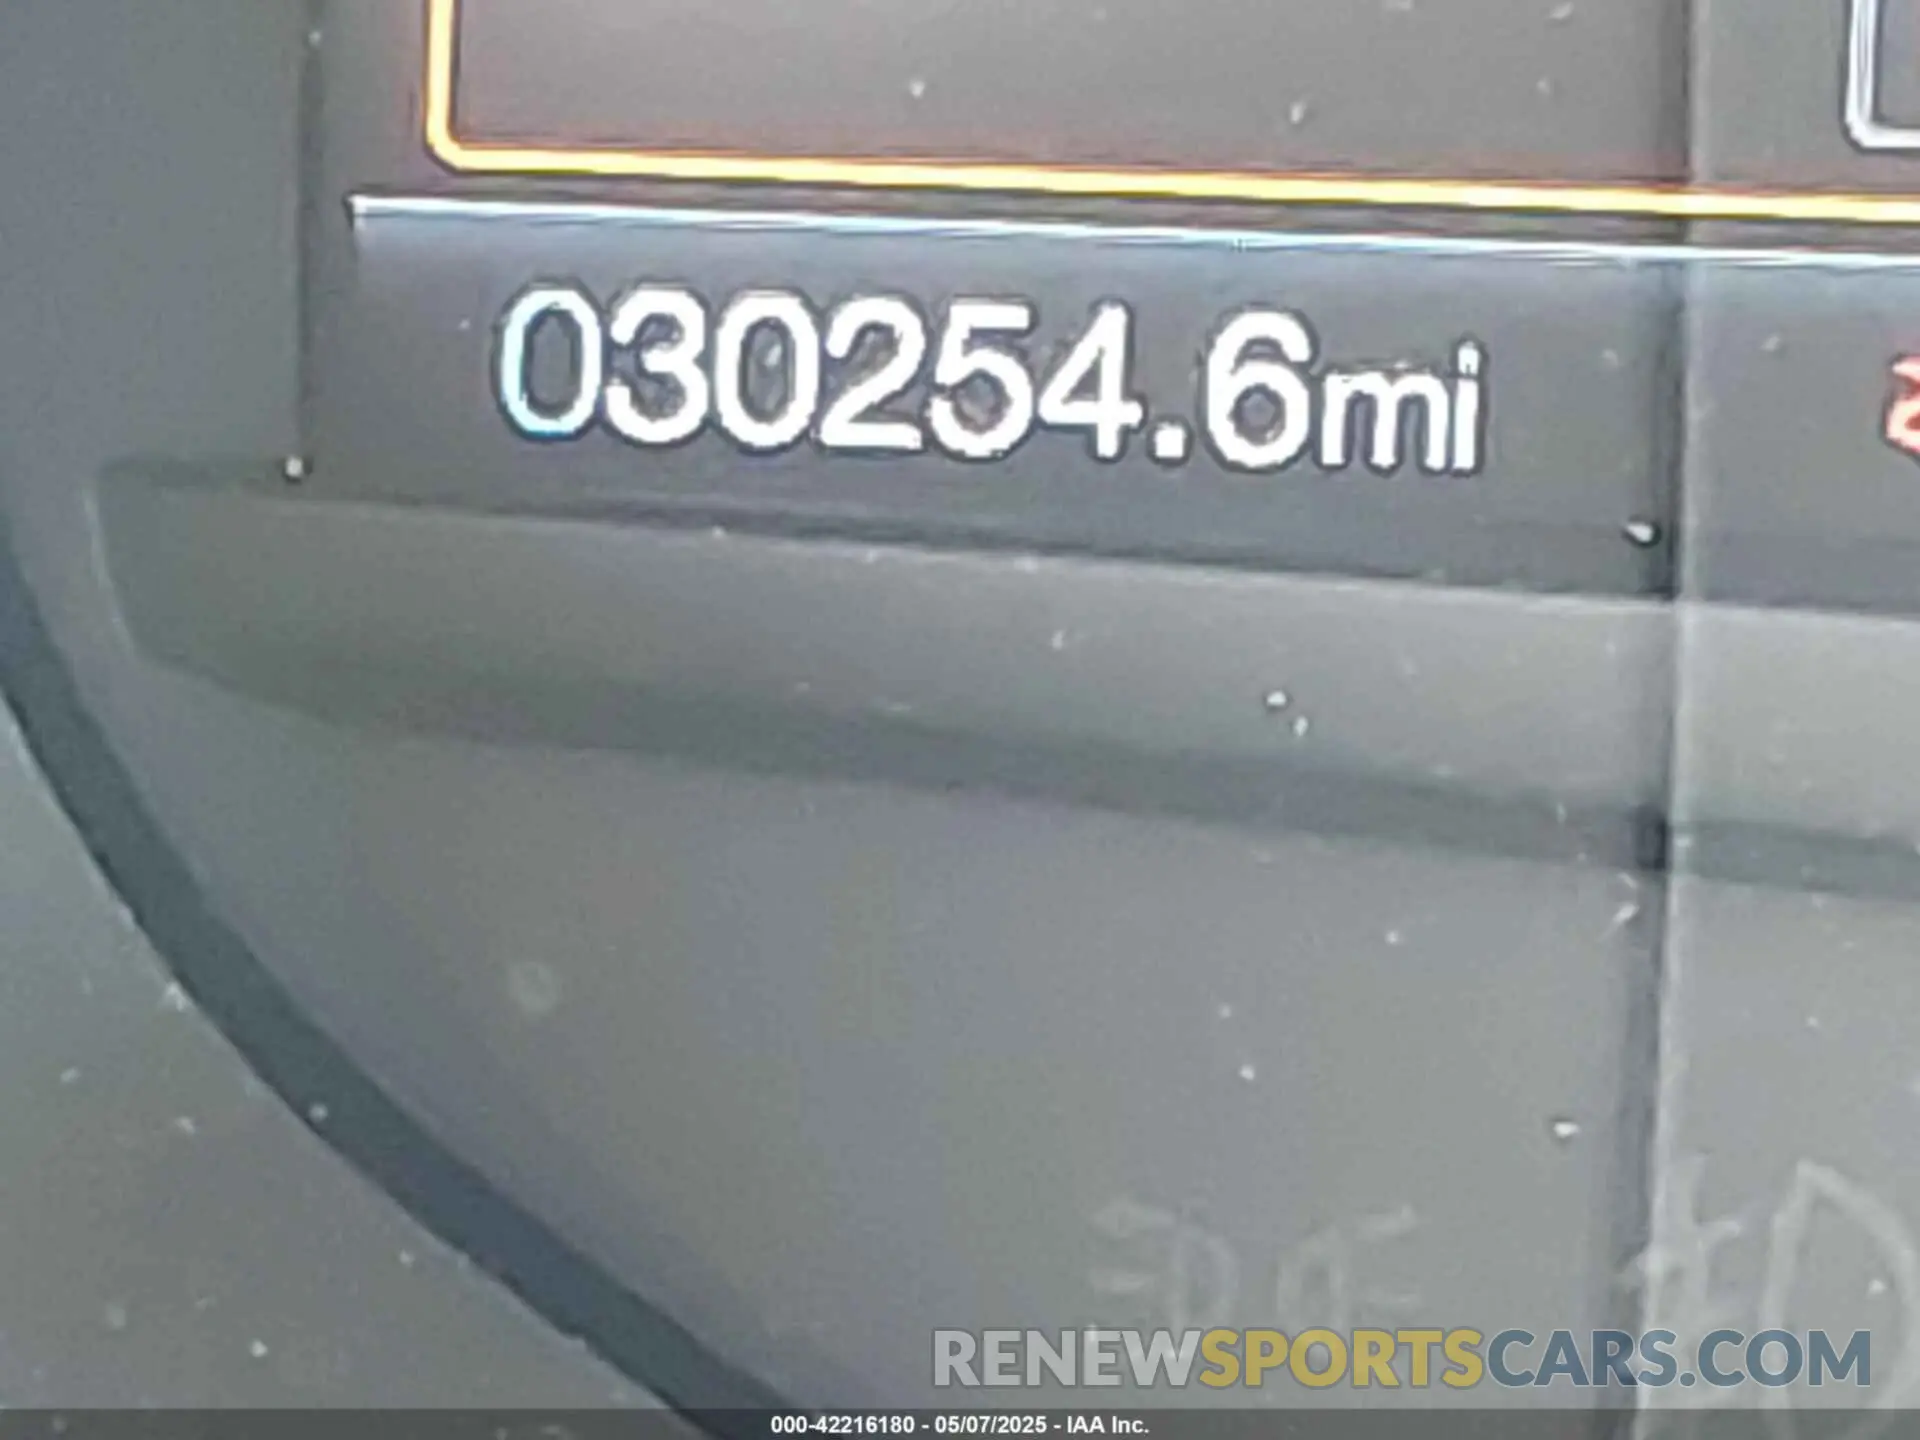 030254.6mi
RENEWSPORTSCARS.COM
000-42216180 - 05/07/2025 - IAA Inc.